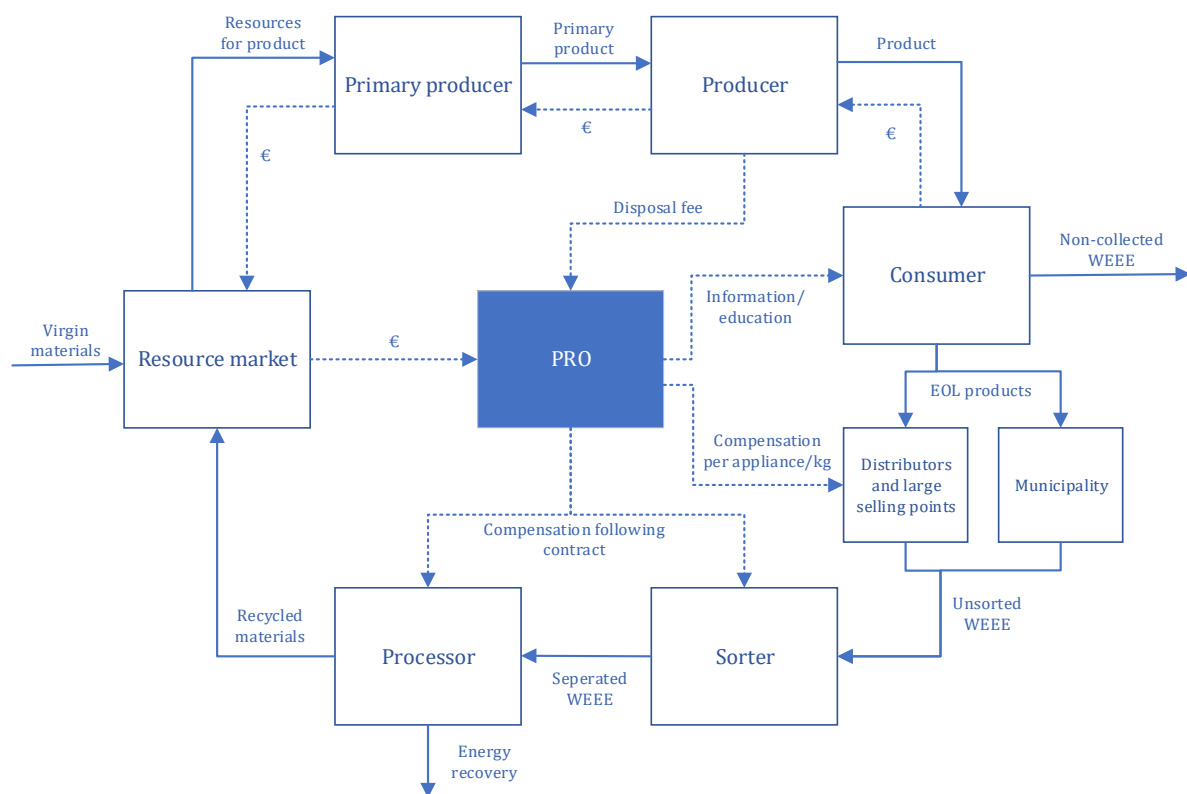 Resources
for product
Primary
product
Product
Primary producer
Producer
€
€
€
Disposal fee
Consumer
Non-collected
WEEE
Information/
education
Virgin
materials
Resource market
€
PRO
EOL products
Compensation
per appliance/kg
Distributors
and large
selling points
Municipality
Compensation following
contract
Recycled
materials
Processor
Seperated
WEEE
Sorter
Unsorted
WEEE
Energy
recovery